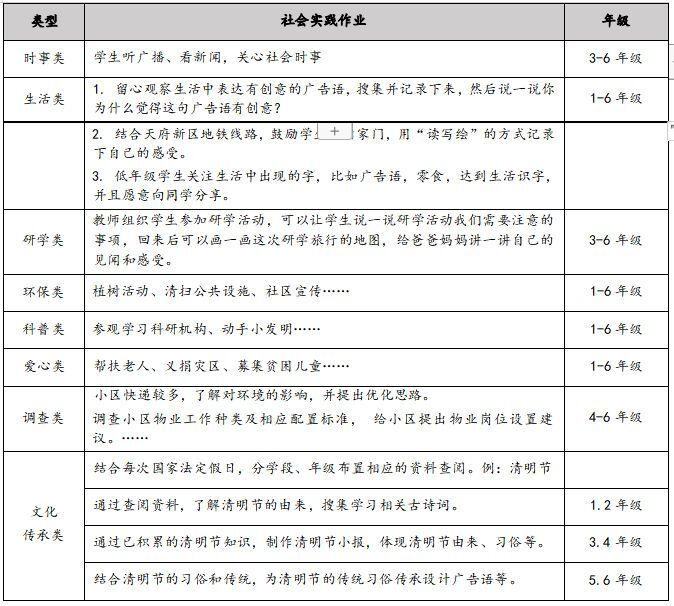 类型 社会实践作业 年级
时事类 学生听广播、看新闻，关心社会时事 3-6 年级
生活类 1. 留心观察生活中表达有创意的广告语，搜集并记录下来，然后说一说你 1-6 年级
为什么觉得这句广告语有创意？
2. 结合天府新区地铁线路，鼓励学 家门，用“读写绘”的方式记录
下自己的感受。
3. 低年级学生关注生活中出现的字，比如广告语，零食，达到生活识字，
并且愿意向同学分享。
研学类 教师组织学生参加研学活动，可以让学生说一说研学活动我们需要注意的 3-6 年级
事项，回来后可以画一画这次研学旅行的地图，给爸爸妈妈讲一讲自己的
见闻和感受。
环保类 植树活动、清扫公共设施、社区宣传…… 1-6 年级
科普类 参观学习科研机构、动手小发明…… 1-6 年级
爱心类 帮扶老人、义捐灾区、募集贫困儿童…… 1-6 年级
小区快递较多，了解对环境的影响，并提出优化思路。
调查类 调查小区物业工作种类及相应配置标准， 给小区提出物业岗位设置建 4-6 年级
议。……
文化
传承类
结合每次国家法定假日，分学段、年级布置相应的资料查阅。例：清明节
通过查阅资料，了解清明节的由来，搜集学习相关古诗词。 1.2 年级
通过已积累的清明节知识，制作清明节小报，体现清明节由来、习俗等。 3.4 年级
结合清明节的习俗和传统，为清明节的传统习俗传承设计广告语等。 5.6 年级